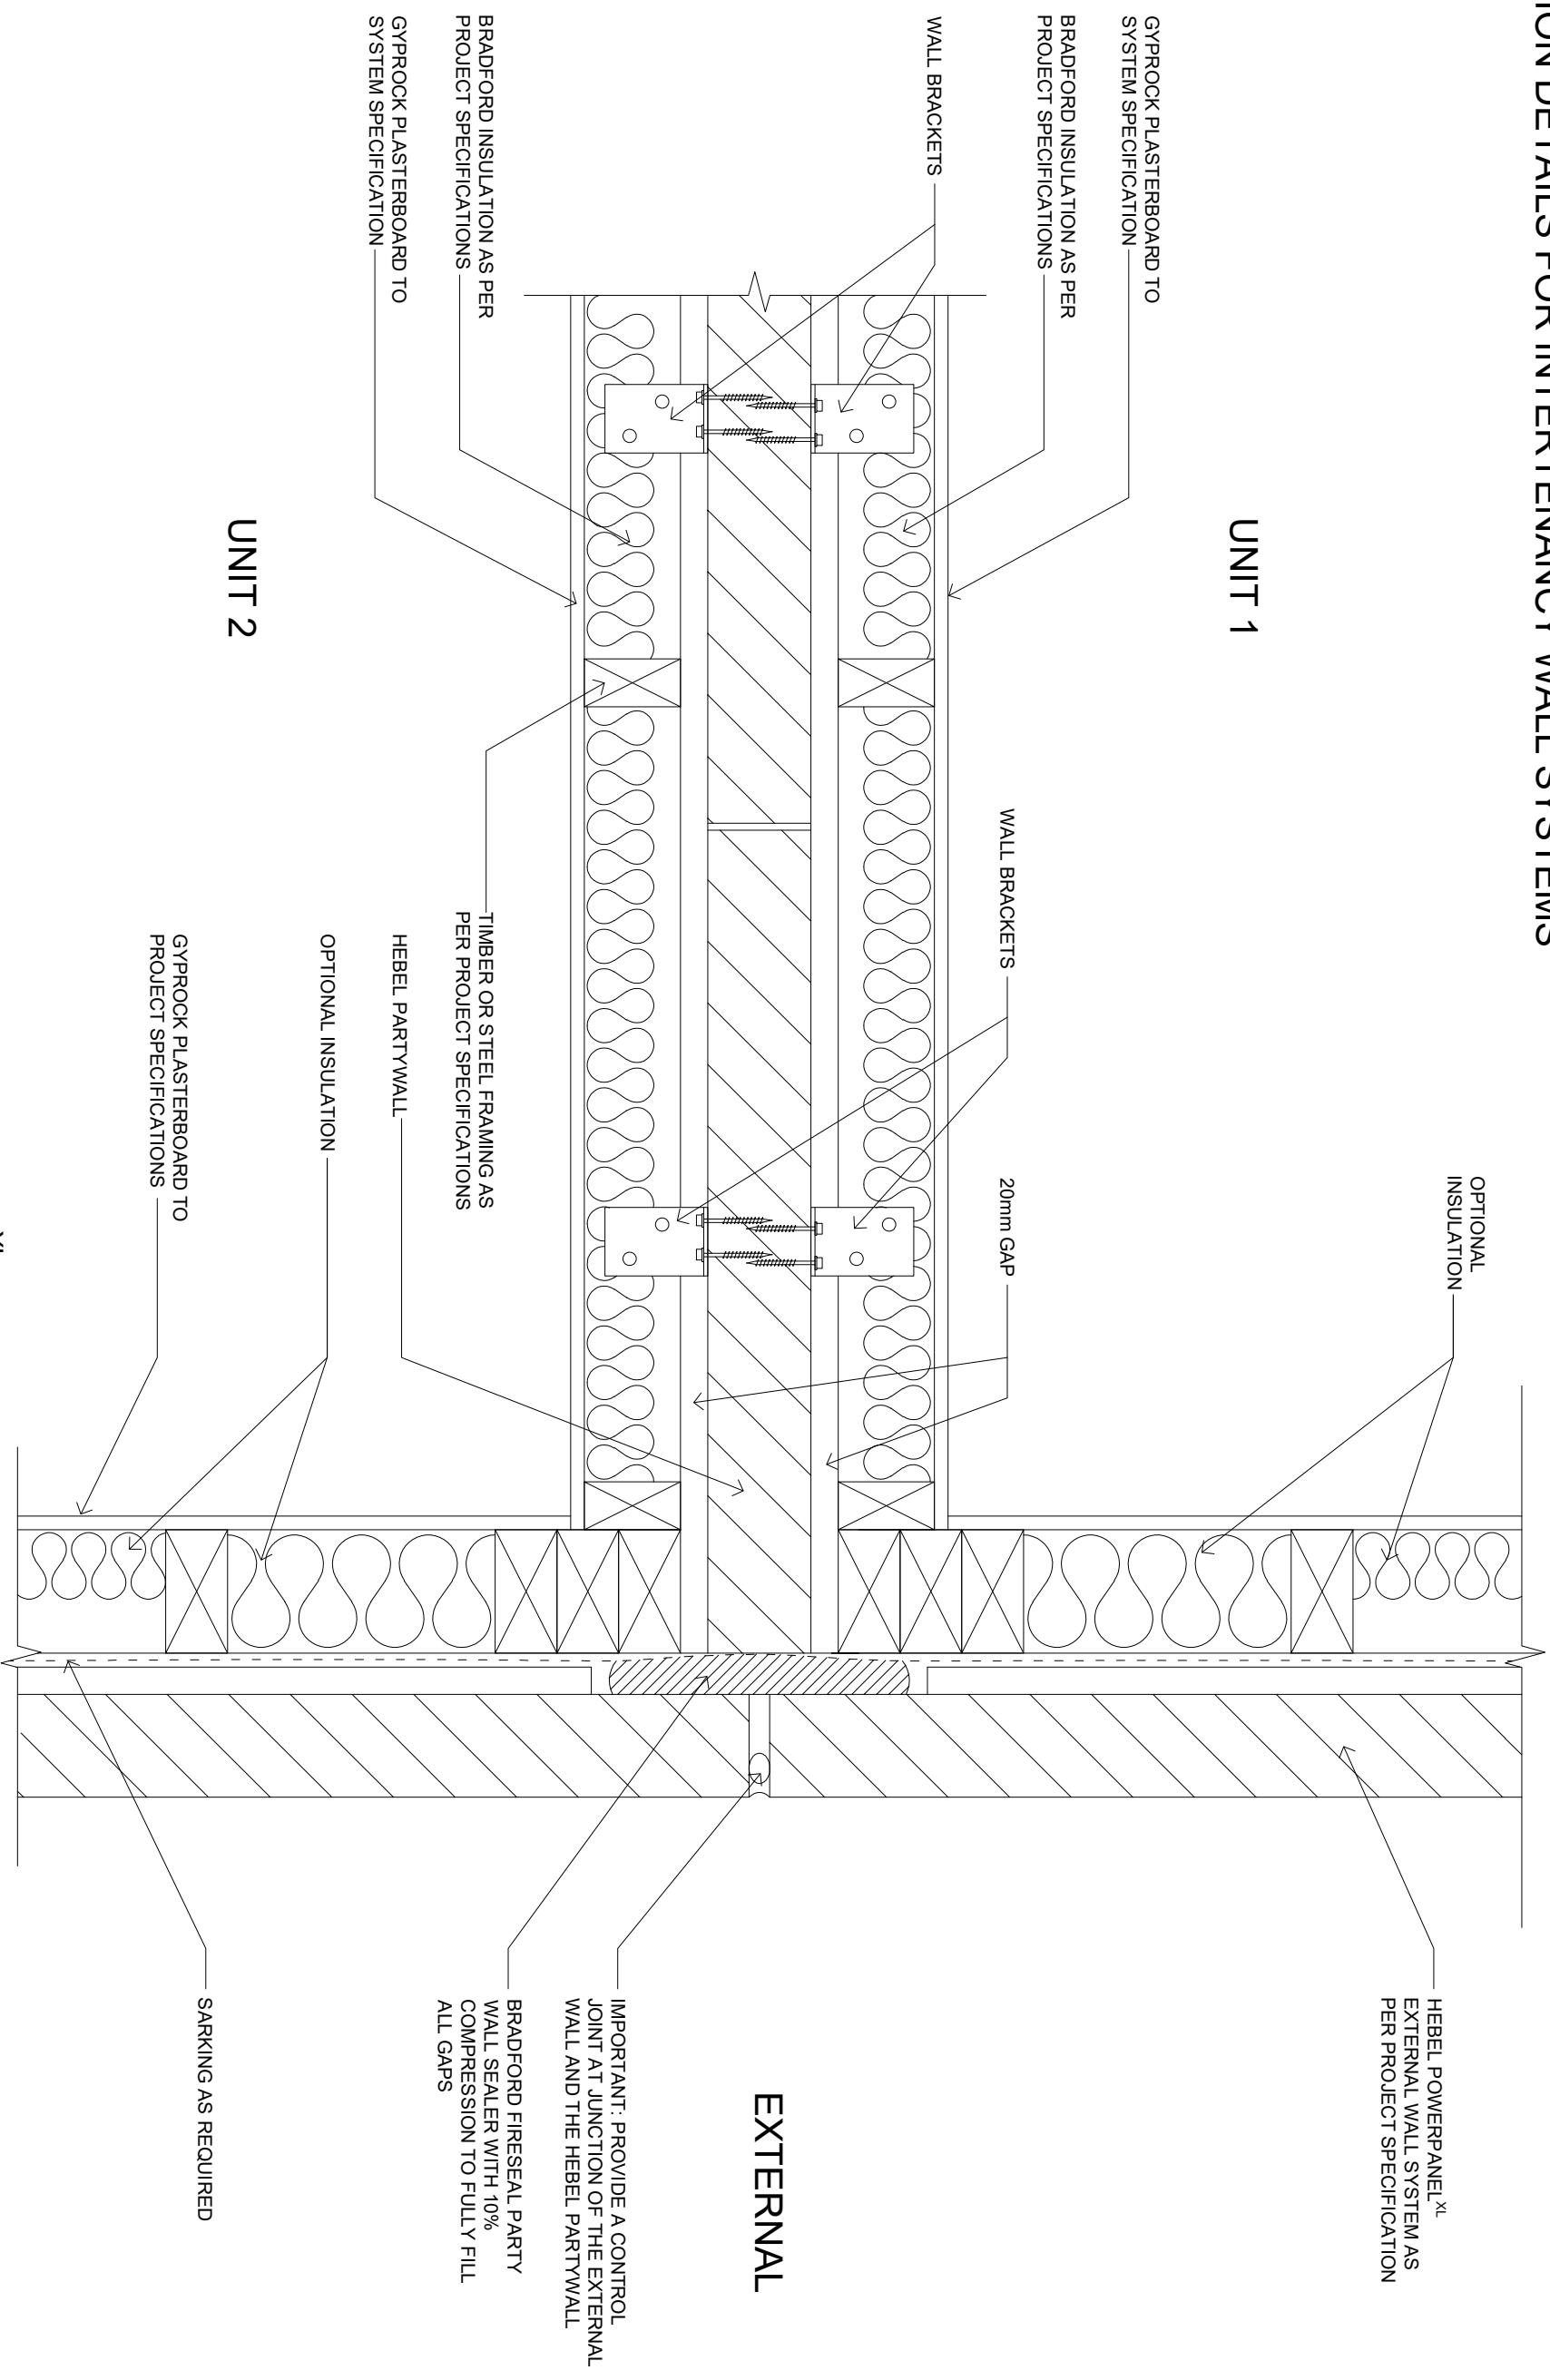 ION DETAILS FOR INTERTENANCY WALL SYSTEMS
OPTIONAL
INSULATION
HEBEL POWERPANEL XL
EXTERNAL WALL SYSTEM AS
PER PROJECT SPECIFICATION
UNIT 1
GYPROCK PLASTERBOARD TO
SYSTEM SPECIFICATION
BRADFORD INSULATION AS PER
PROJECT SPECIFICATIONS
WALL BRACKETS
20mm GAP
WALL BRACKETS
EXTERNAL
IMPORTANT: PROVIDE A CONTROL
JOINT AT JUNCTION OF THE EXTERNAL
WALL AND THE HEBEL PARTYWALL
BRADFORD FIRESEAL PARTY
WALL SEALER WITH 10%
COMPRESSION TO FULLY FILL
ALL GAPS
BRADFORD INSULATION AS PER
PROJECT SPECIFICATIONS
TIMBER OR STEEL FRAMING AS
PER PROJECT SPECIFICATIONS
GYPROCK PLASTERBOARD TO
SYSTEM SPECIFICATION
HEBEL PARTYWALL
OPTIONAL INSULATION
UNIT 2
SARKING AS REQUIRED
GYPROCK PLASTERBOARD TO
PROJECT SPECIFICATIONS